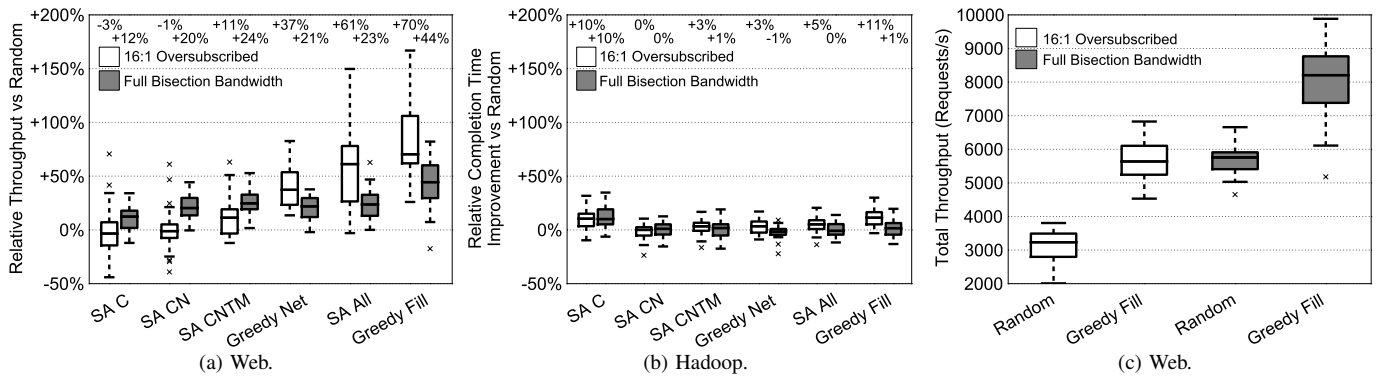 +200%
+150%
+100%
+50%
0%
-50%
Relative Throughput vs Random
-3% -1% +11% +37% +61% +70%
+12% +20% +24% +21% +23% +44%
16:1 Oversubscribed
Full Bisection Bandwidth
SA C
SA CN
SA CNTM
Greedy Net
SA All
Greedy Fill
(a) Web.
+200%
+150%
+100%
+50%
0%
-50%
Relative Completion Time
Improvement vs Random
+10% 0% +3% +3% +5% +11%
+10% 0% +1% -1% 0% +1%
16:1 Oversubscribed
Full Bisection Bandwidth
SA C
SA CN
SA CNTM
Greedy Net
SA All
Greedy Fill
(b) Hadoop.
10000
9000
8000
7000
6000
5000
4000
3000
2000
Total Throughput (Requests/s)
16:1 Oversubscribed
Full Bisection Bandwidth
Random
Greedy Fill
Random
Greedy Fill
(c) Web.